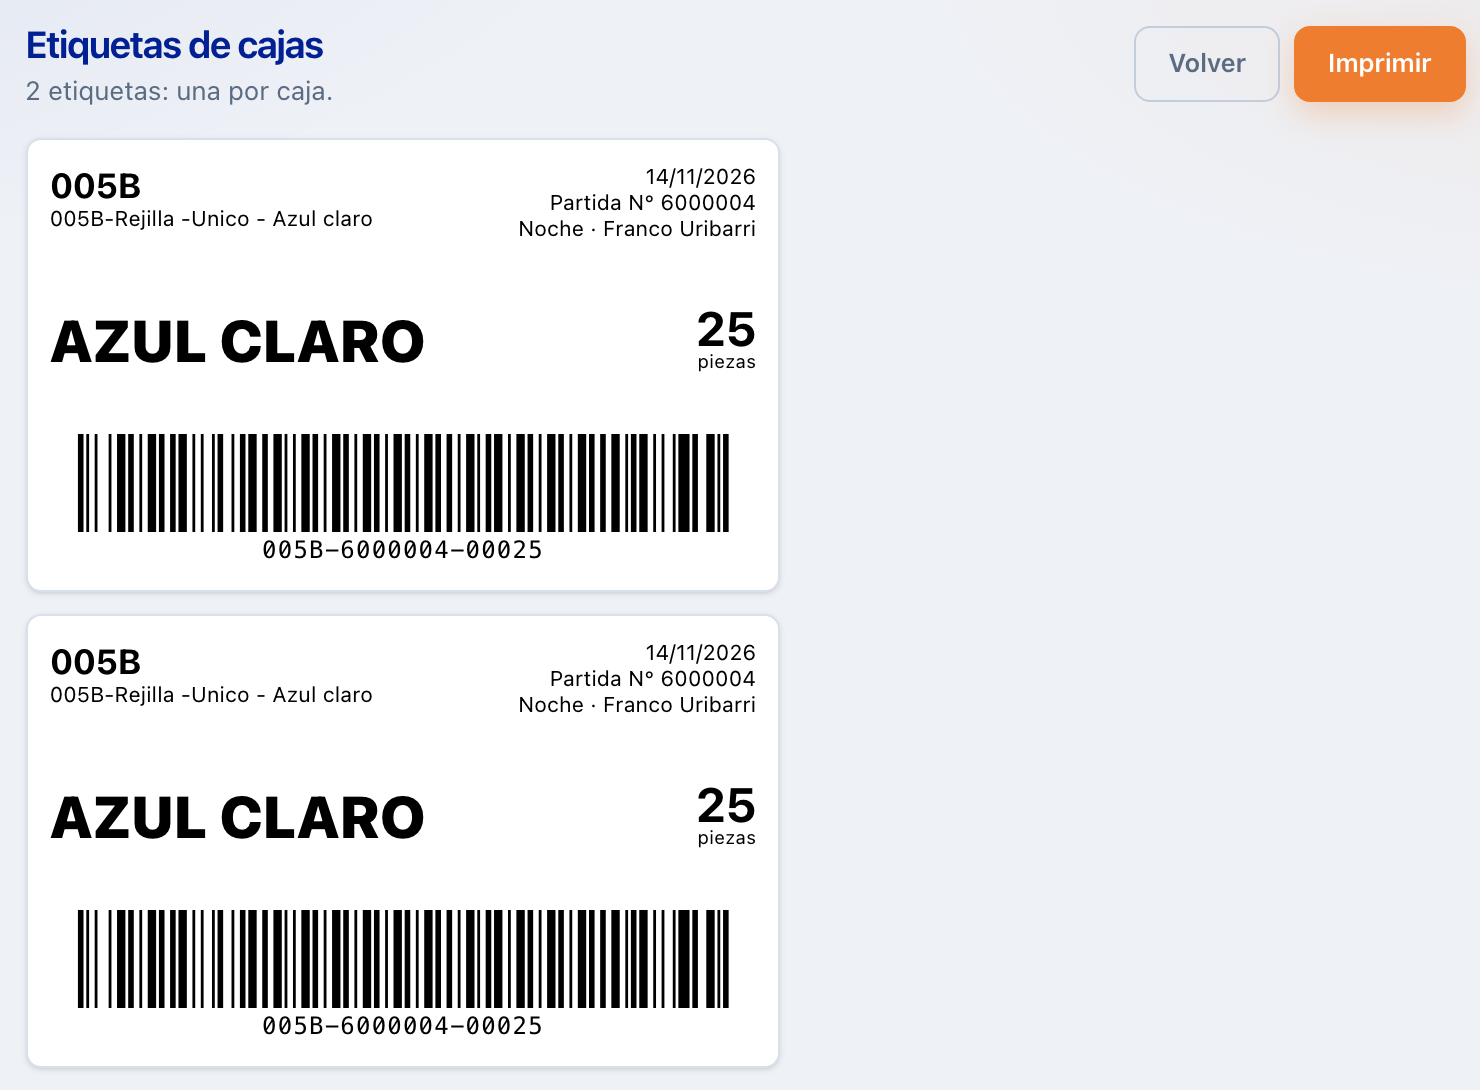 Etiquetas de cajas
2 etiquetas: una por caja.
Volver
Imprimir
005B
005B-Rejilla -Unico - Azul claro
14/11/2026
Partida N° 6000004
Noche · Franco Uribarri
AZUL CLARO
25
piezas
005B-6000004-00025
005B
005B-Rejilla -Unico - Azul claro
14/11/2026
Partida N° 6000004
Noche · Franco Uribarri
AZUL CLARO
25
piezas
005B-6000004-00025